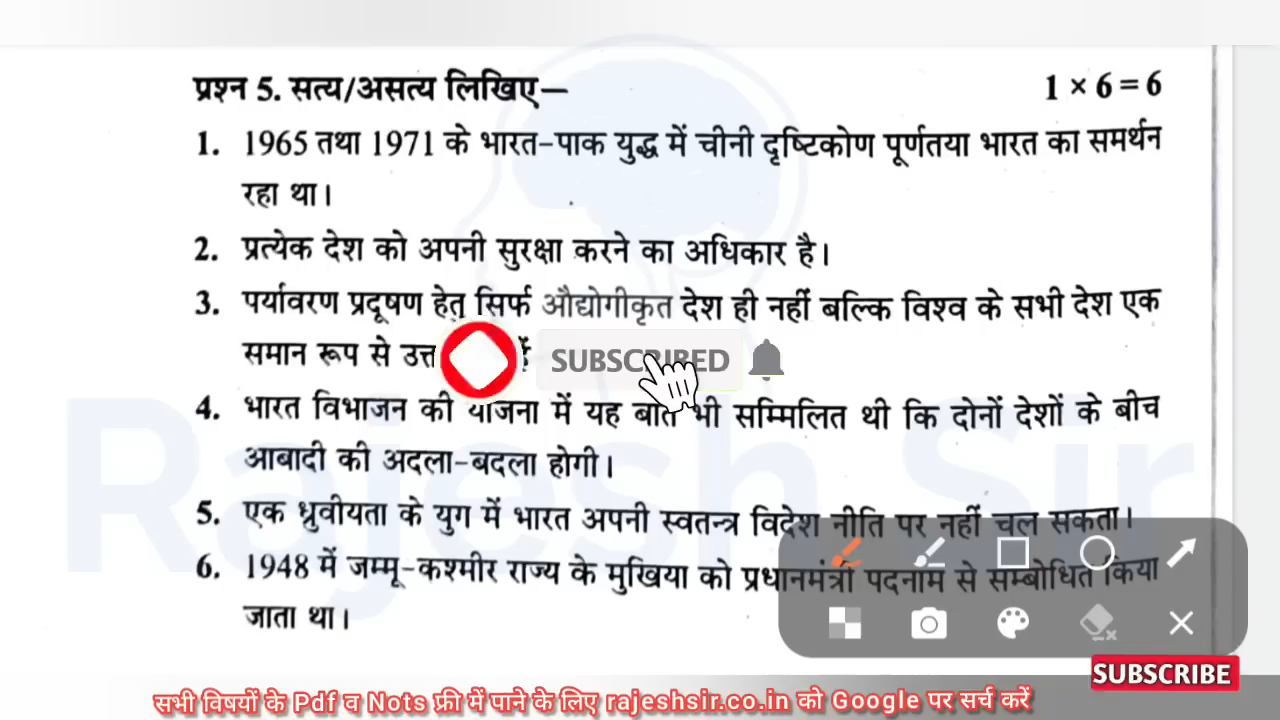 प्रश्न 5. सत्य/असत्य लिखिए— 1 × 6 = 6
1. 1965 तथा 1971 के भारत-पाक युद्ध में चीनी दृष्टिकोण पूर्णतया भारत का समर्थन
रहा था।
2. प्रत्येक देश को अपनी सुरक्षा करने का अधिकार है।
3. पर्यावरण प्रदूषण हेतु सिर्फ औद्योगीकृत देश ही नहीं बल्कि विश्व के सभी देश एक
समान रूप से
SUBSCRIBED
4. भारत विभाजन की योजना में यह बात भी सम्मिलित थी कि दोनों देशों के बीच
आबादी की अदला-बदला होगी।
5. एक ध्रुवीयता के युग में भारत अपनी स्वतन्त्र विदेश नीति पर नहीं चल सकता।
6. 1948 में जम्मू-कश्मीर राज्य के मुखिया को प्रधानमंत्री पदनाम से सम्बोधित किया
जाता था।
Rajesh Sir
SUBSCRIBE
सभी विषयों के Pdf व Nots फ्री में पाने के लिए rajeshsir.co.in को Google पर सर्च करें